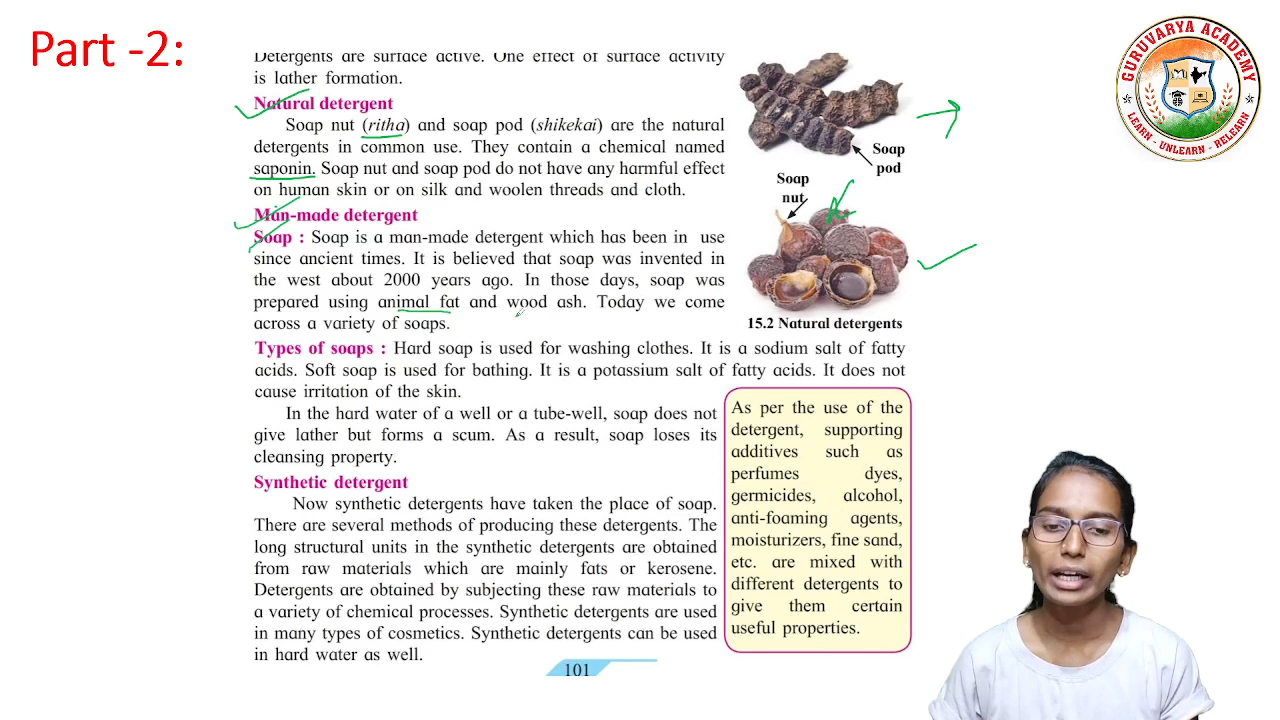 Part -2:
Detergents are surface active. One effect of surface activity
is lather formation.
Natural detergent
Soap nut (ritha) and soap pod (shikekai) are the natural
detergents in common use. They contain a chemical named
saponin. Soap nut and soap pod do not have any harmful effect
on human skin or on silk and woolen threads and cloth.
Man-made detergent
Soap : Soap is a man-made detergent which has been in use
since ancient times. It is believed that soap was invented in
the west about 2000 years ago. In those days, soap was
prepared using animal fat and wood ash. Today we come
across a variety of soaps.
Soap
pod
Soap
nut
15.2 Natural detergents
Types of soaps : Hard soap is used for washing clothes. It is a sodium salt of fatty
acids. Soft soap is used for bathing. It is a potassium salt of fatty acids. It does not
cause irritation of the skin.
In the hard water of a well or a tube-well, soap does not
give lather but forms a scum. As a result, soap loses its
cleansing property.
Synthetic detergent
Now synthetic detergents have taken the place of soap.
There are several methods of producing these detergents. The
long structural units in the synthetic detergents are obtained
from raw materials which are mainly fats or kerosene.
Detergents are obtained by subjecting these raw materials to
a variety of chemical processes. Synthetic detergents are used
in many types of cosmetics. Synthetic detergents can be used
in hard water as well.
As per the use of the
detergent, supporting
additives such as
perfumes dyes,
germicides, alcohol,
anti-foaming agents,
moisturizers, fine sand,
etc. are mixed with
different detergents to
give them certain
useful properties.
101
GURUVARYA ACADEMY
LEARN - UNLEARN - RELEARN